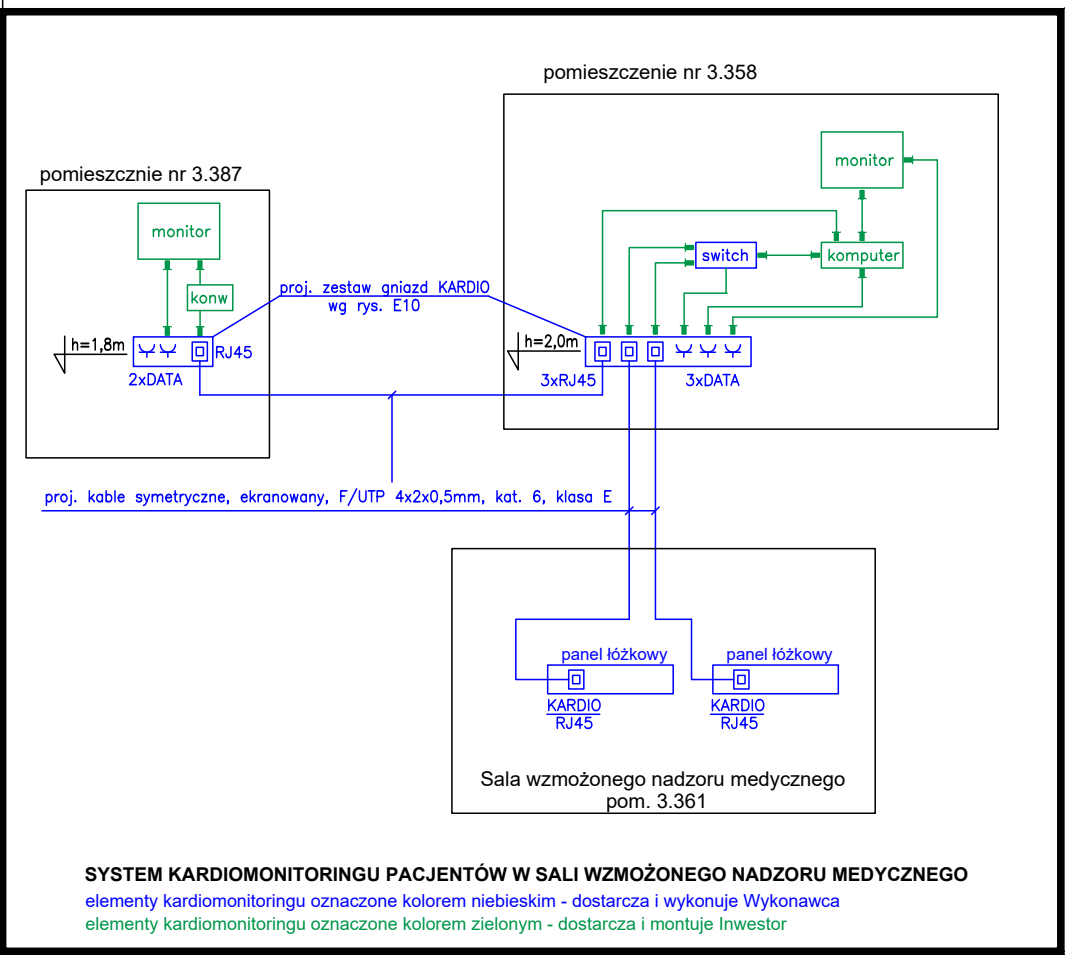 pomieszczenie nr 3.358
pomieszcznie nr 3.387
monitor
monitor
switch
komputer
konw
proj. zestaw gniazd KARDIO
wg rys. E10
h=1,8m
RJ45
2xDATA
h=2,0m
3xRJ45
3xDATA
proj. kable symetryczne, ekranowany, F/UTP 4x2x0,5mm, kat. 6, klasa E
panel łóżkowy
panel łóżkowy
KARDIO
RJ45
KARDIO
RJ45
Sala wzmożonego nadzoru medycznego
pom. 3.361
SYSTEM KARDIOMONITORINGU PACJENTÓW W SALI WZMOŻONEGO NADZORU MEDYCZNEGO
elementy kardiomonitoringu oznaczone kolorem niebieskim - dostarcza i wykonuje Wykonawca
elementy kardiomonitoringu oznaczone kolorem zielonym - dostarcza i montuje Inwestor